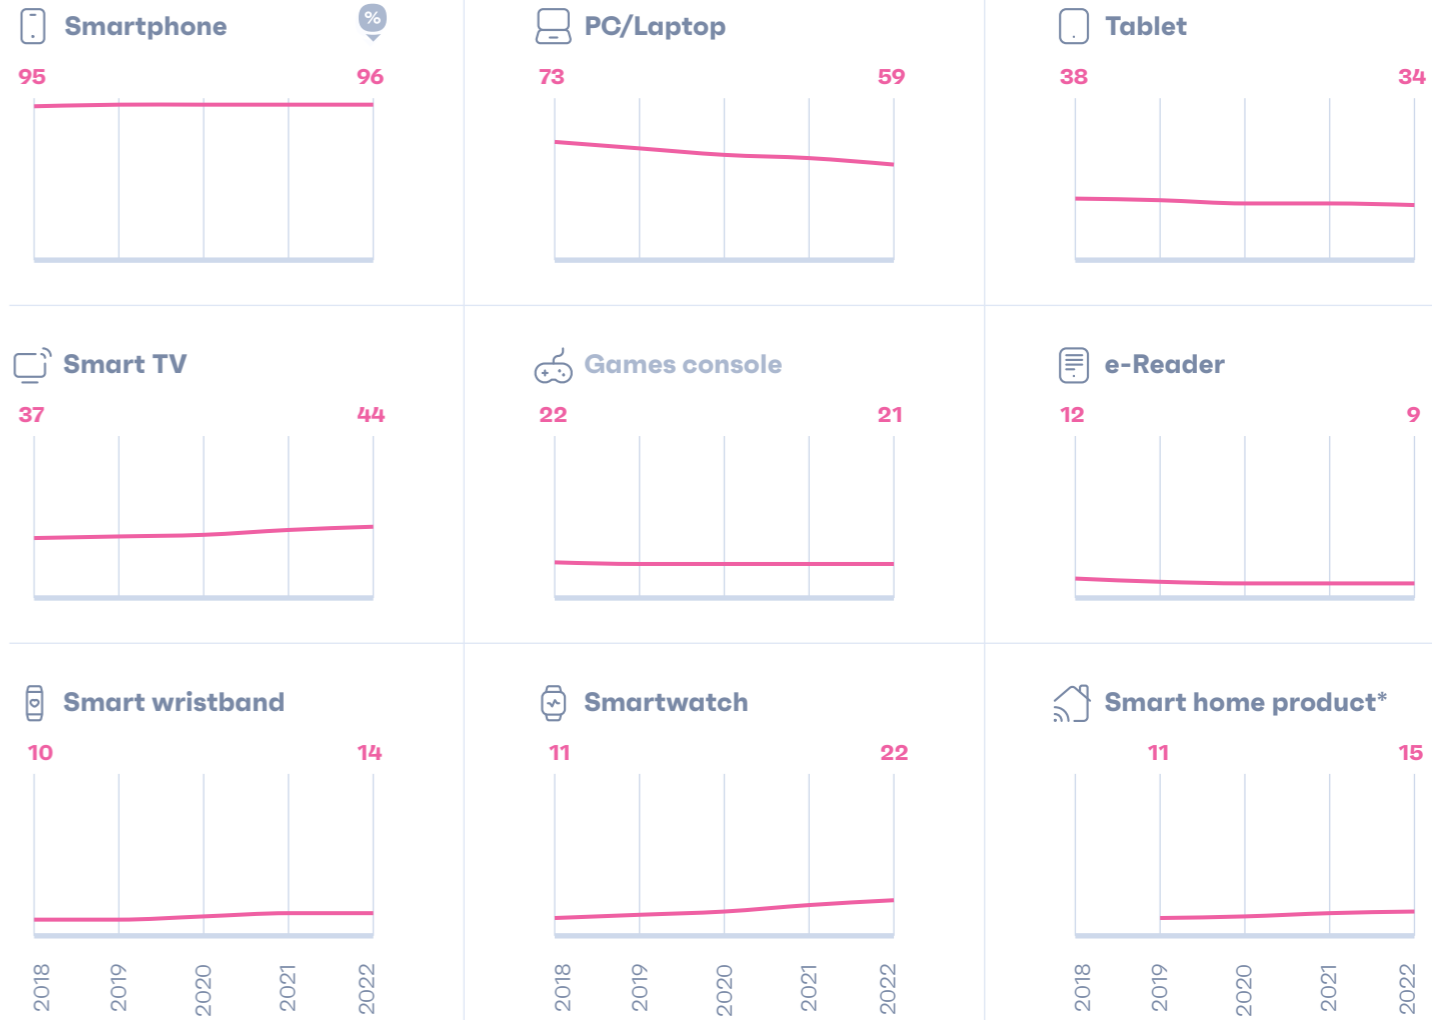 Smartphone
%
95 96
PC/Laptop
73 59
Tablet
38 34
Smart TV
37 44
Games console
22 21
e-Reader
12 9
Smart wristband
10 14
2018 2019 2020 2021 2022
Smartwatch
11 22
2018 2019 2020 2021 2022
Smart home product*
11 15
2018 2019 2020 2021 2022